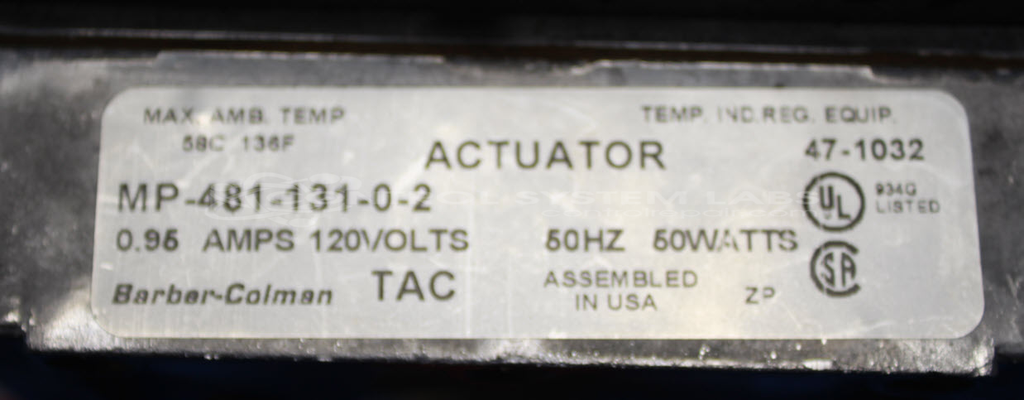 MAX. AMB. TEMP
58C 136F
TEMP. IND. REG. EQUIP.
47-1032
ACTUATOR
MP-481-131-0-2
UL
934G
LISTED
0.95 AMPS 120VOLTS
50HZ 50WATTS
SA
Barber-Colman
TAC
ASSEMBLED
IN USA
ZP